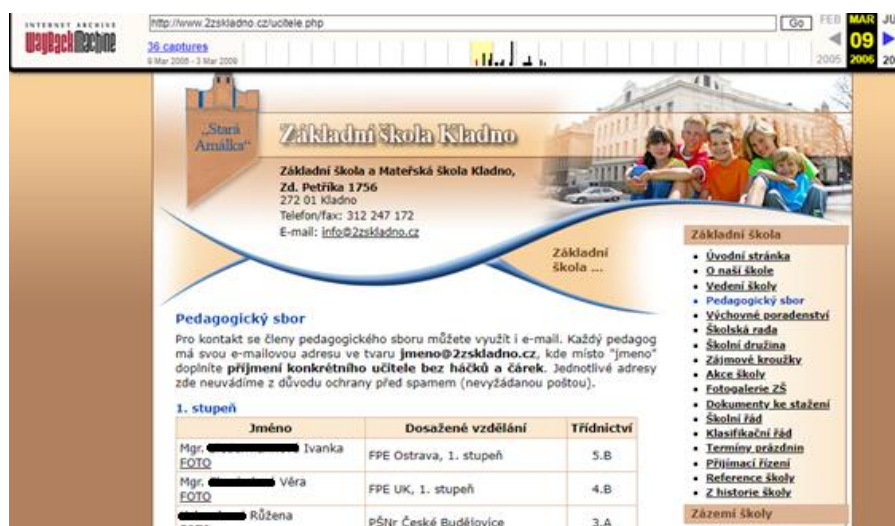 INTERNET ARCHIVE
WayBack Machine
http://www.2zskladno.cz/ucitele.php
Go
FEB MAR JU
36 captures
09
9 Mar 2006 - 3 Mar 2009
2005 2006 20
„Stará
Amálka“
Základní škola Kladno
Základní škola a Mateřská škola Kladno,
Zd. Petříka 1756
272 01 Kladno
Telefon/fax: 312 247 172
E-mail: info@2zskladno.cz
Základní
škola ...
Pedagogický sbor
Pro kontakt se členy pedagogického sboru můžete využít i e-mail. Každý pedagog
má svou e-mailovou adresu ve tvaru jmeno@2zskladno.cz, kde místo "jmeno"
doplníte příjmení konkrétního učitele bez háčků a čárek. Jednotlivé adresy
zde neuvádíme z důvodu ochrany před spamem (nevyžádanou poštou).
1. stupeň
Jméno Dosažené vzdělání Třídnictví
Mgr. Ivanka
FOTO
FPE Ostrava, 1. stupeň 5.B
Mgr. Věra
FOTO
FPE UK, 1. stupeň 4.B
Růžena
FOTO
PŠNr České Budějovice 3.A
Základní škola
Úvodní stránka
O naší škole
Vedení školy
Pedagogický sbor
Výchovné poradenství
Školská rada
Školní družina
Zájmové kroužky
Akce školy
Fotogalerie ZŠ
Dokumenty ke stažení
Školní řád
Klasifikační řád
Termíny prázdnin
Přijímací řízení
Reference školy
Z historie školy
Zázemí školy